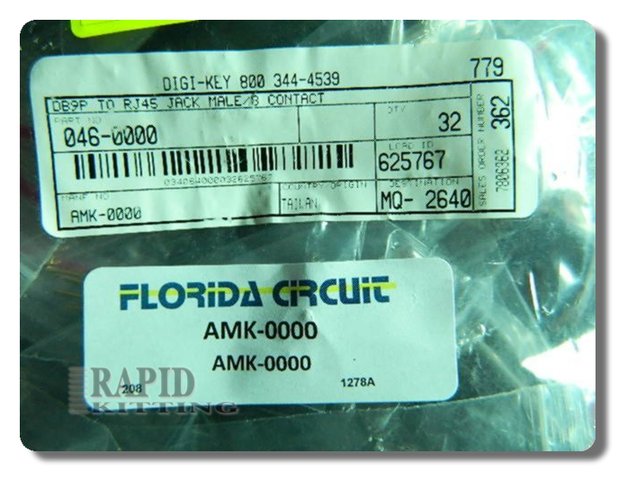 DIGI-KEY 800 344-4539
779
DB9P TO RJ45 JACK MALE/8 CONTACT
PART NO
QTY
046-0000
32
LOAD ID
625767
MANF NO
COUNTRY/ORIGIN
DESTINATION
AMK-0000
TAIWAN
MQ- 2640
SALES ORDER NUMBER
7806362
362
FLORIDA CIRCUIT
AMK-0000
AMK-0000
208
1278A
RAPID
KITTING